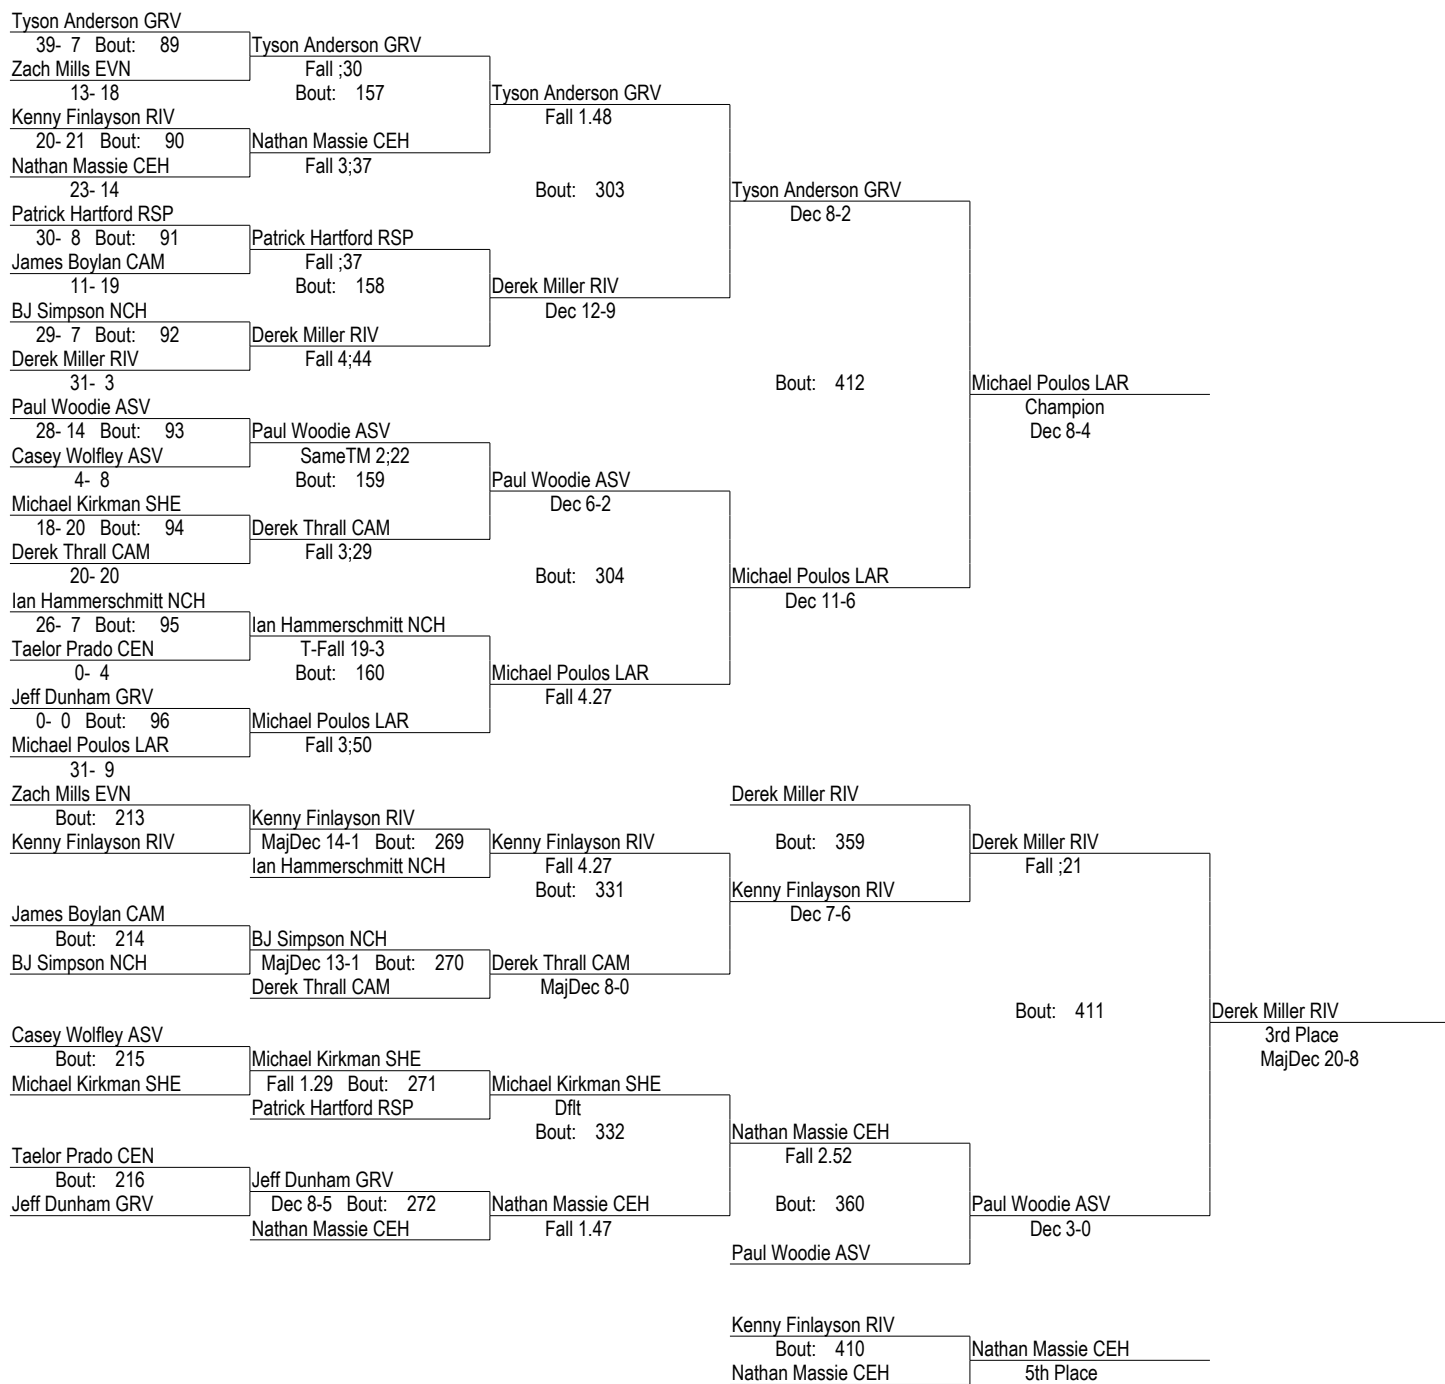 Tyson Anderson GRV
39- 7 Bout: 89 Tyson Anderson GRV
Zach Mills EVN Fall ;30
13- 18 Bout: 157 Tyson Anderson GRV
Kenny Finlayson RIV Fall 1.48
20- 21 Bout: 90 Nathan Massie CEH
Nathan Massie CEH Fall 3;37
23- 14 Bout: 303 Tyson Anderson GRV
Patrick Hartford RSP Dec 8-2
30- 8 Bout: 91 Patrick Hartford RSP
James Boylan CAM Fall ;37
11- 19 Bout: 158 Derek Miller RIV
BJ Simpson NCH Dec 12-9
29- 7 Bout: 92 Derek Miller RIV
Derek Miller RIV Fall 4;44
31- 3 Bout: 412 Michael Poulos LAR
Paul Woodie ASV Champion
28- 14 Bout: 93 Paul Woodie ASV Dec 8-4
Casey Wolfley ASV SameTM 2;22
4- 8 Bout: 159 Paul Woodie ASV
Michael Kirkman SHE Dec 6-2
18- 20 Bout: 94 Derek Thrall CAM
Derek Thrall CAM Fall 3;29
20- 20 Bout: 304 Michael Poulos LAR
Ian Hammerschmitt NCH Dec 11-6
26- 7 Bout: 95 Ian Hammerschmitt NCH
Taelor Prado CEN T-Fall 19-3
0- 4 Bout: 160 Michael Poulos LAR
Jeff Dunham GRV Fall 4.27
0- 0 Bout: 96 Michael Poulos LAR
Michael Poulos LAR Fall 3;50
31- 9
Zach Mills EVN Derek Miller RIV
Bout: 213 Kenny Finlayson RIV
Kenny Finlayson RIV MajDec 14-1 Bout: 269 Kenny Finlayson RIV Bout: 359 Derek Miller RIV
Ian Hammerschmitt NCH Fall 4.27 Fall ;21
Bout: 331 Kenny Finlayson RIV
James Boylan CAM Dec 7-6
Bout: 214 BJ Simpson NCH
BJ Simpson NCH MajDec 13-1 Bout: 270 Derek Thrall CAM
Derek Thrall CAM MajDec 8-0
Bout: 411 Derek Miller RIV
Casey Wolfley ASV 3rd Place
Bout: 215 Michael Kirkman SHE MajDec 20-8
Michael Kirkman SHE Fall 1.29 Bout: 271 Michael Kirkman SHE
Patrick Hartford RSP Dflt
Bout: 332 Nathan Massie CEH
Taelor Prado CEN Fall 2.52
Bout: 216 Jeff Dunham GRV
Jeff Dunham GRV Dec 8-5 Bout: 272 Nathan Massie CEH Bout: 360 Paul Woodie ASV
Nathan Massie CEH Fall 1.47 Dec 3-0
Paul Woodie ASV
Kenny Finlayson RIV
Bout: 410 Nathan Massie CEH
Nathan Massie CEH 5th Place